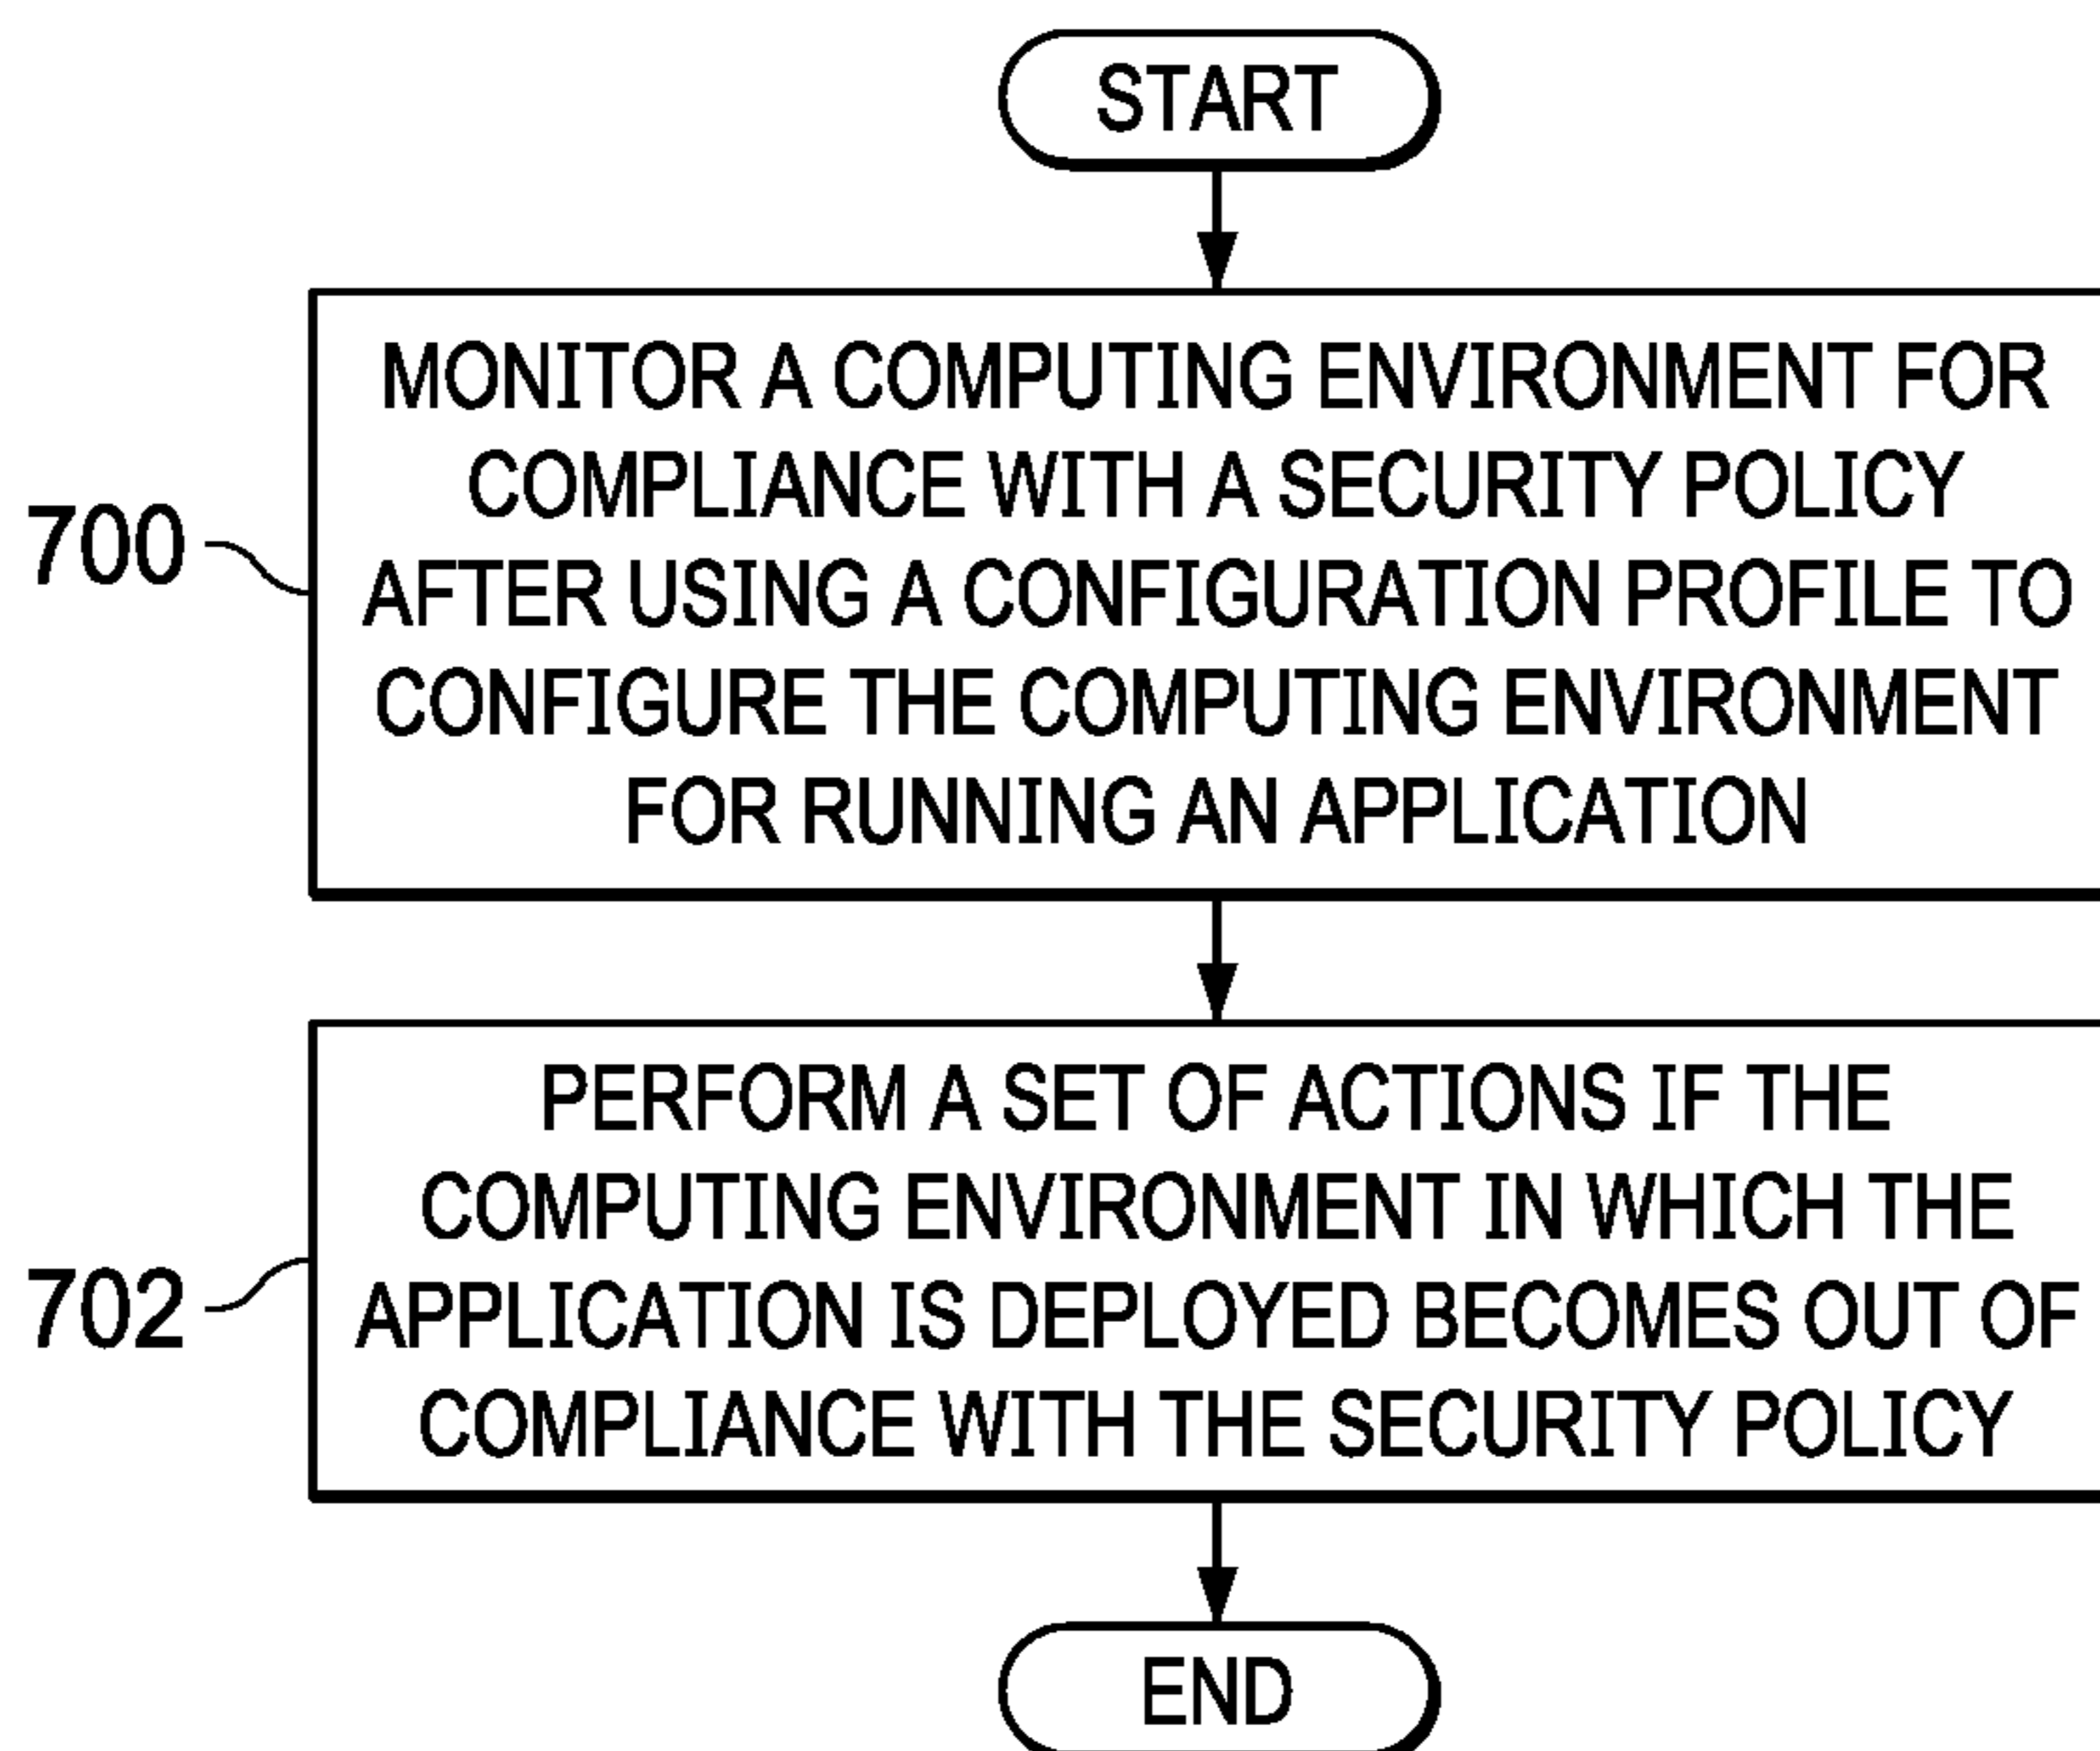 START
MONITOR A COMPUTING ENVIRONMENT FOR
COMPLIANCE WITH A SECURITY POLICY
AFTER USING A CONFIGURATION PROFILE TO
CONFIGURE THE COMPUTING ENVIRONMENT
FOR RUNNING AN APPLICATION
700
PERFORM A SET OF ACTIONS IF THE
COMPUTING ENVIRONMENT IN WHICH THE
APPLICATION IS DEPLOYED BECOMES OUT OF
COMPLIANCE WITH THE SECURITY POLICY
702
END